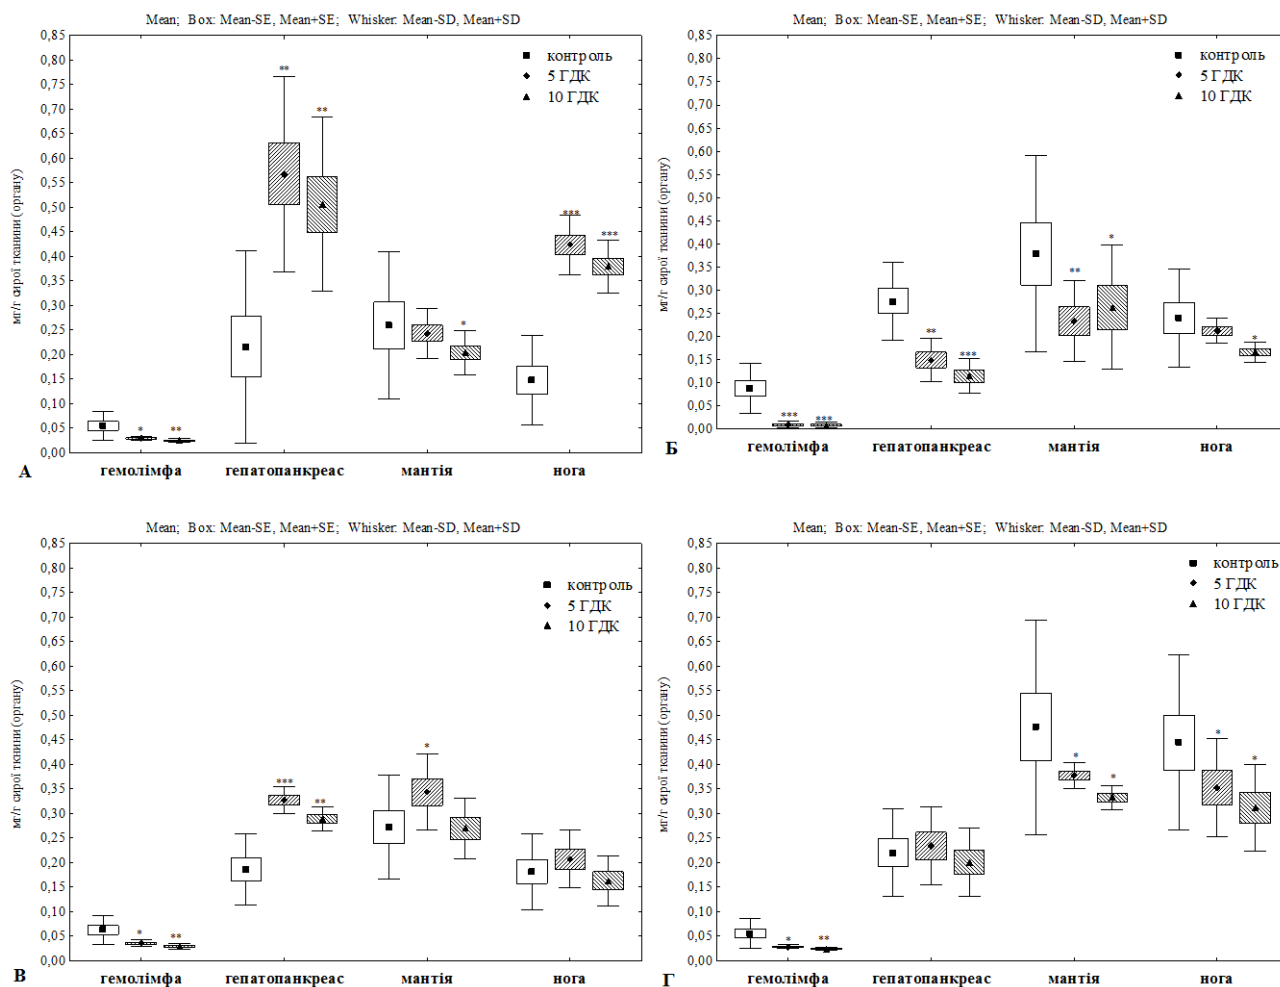 Mean; Box: Mean-SE, Mean+SE; Whisker: Mean-SD, Mean+SD
0,85
0,80
0,75
0,70
0,65
0,60
0,55
0,50
0,45
0,40
0,35
0,30
0,25
0,20
0,15
0,10
0,05
0,00
мг/г сирої тканини (органу)
контроль
5 ГДК
10 ГДК
** ** *** *** * * **
гемолімфа гепатопанкреас мантія нога
А
Mean; Box: Mean-SE, Mean+SE; Whisker: Mean-SD, Mean+SD
0,85
0,80
0,75
0,70
0,65
0,60
0,55
0,50
0,45
0,40
0,35
0,30
0,25
0,20
0,15
0,10
0,05
0,00
мг/г сирої тканини (органу)
контроль
5 ГДК
10 ГДК
* ** ** * *** *** ***
гемолімфа гепатопанкреас мантія нога
Б
Mean; Box: Mean-SE, Mean+SE; Whisker: Mean-SD, Mean+SD
0,85
0,80
0,75
0,70
0,65
0,60
0,55
0,50
0,45
0,40
0,35
0,30
0,25
0,20
0,15
0,10
0,05
0,00
мг/г сирої ткнини (органу)
контроль
5 ГДК
10 ГДК
* *** ** * **
гемолімфа гепатопанкреас мантія нога
В
Mean; Box: Mean-SE, Mean+SE; Whisker: Mean-SD, Mean+SD
0,85
0,80
0,75
0,70
0,65
0,60
0,55
0,50
0,45
0,40
0,35
0,30
0,25
0,20
0,15
0,10
0,05
0,00
мг/г сирої тканини (органу)
контроль
5 ГДК
10 ГДК
* * * * * **
гемолімфа гепатопанкреас мантія нога
Г